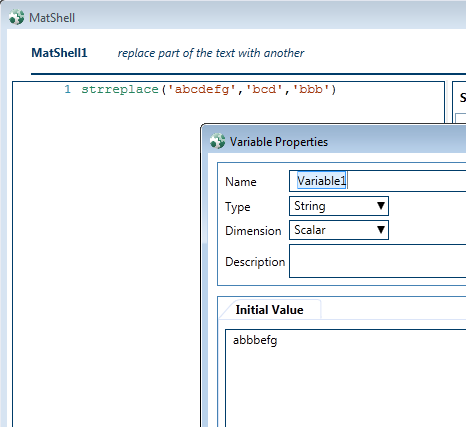 MatShell
MatShell1 replace part of the text with another
1 strreplace('abcdefg','bcd','bbb')
S
Variable Properties
Name Variable1
Type String ▼
Dimension Scalar ▼
Description
Initial Value
abbbefg